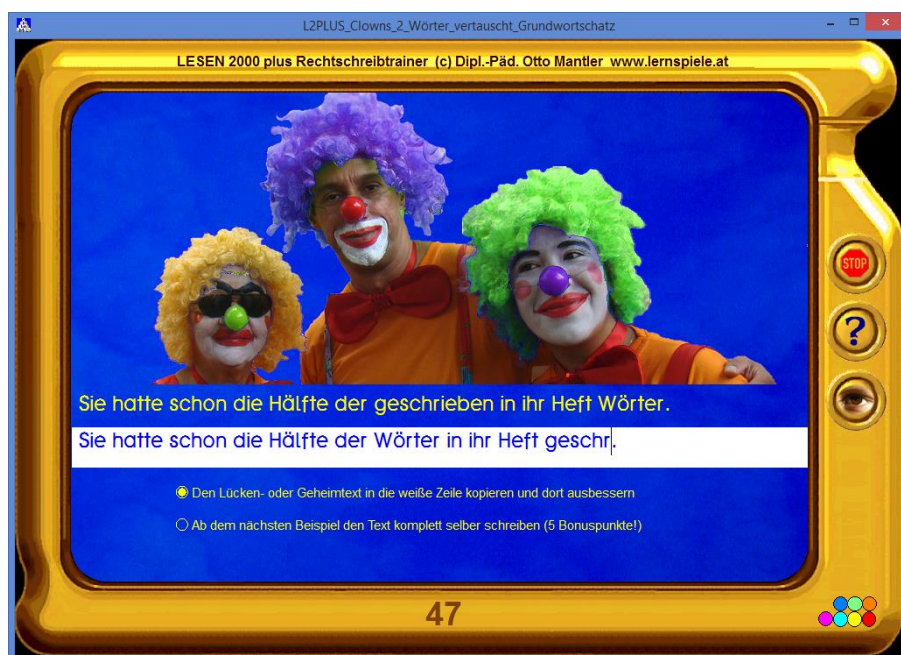 L2PLUS_Clowns_2_Wörter_vertauscht_Grundwortschatz
LESEN 2000 plus Rechtschreibtrainer (c) Dipl.-Päd. Otto Mantler www.lernspiele.at
STOP
?
Sie hatte schon die Hälfte der geschrieben in ihr Heft Wörter.
Sie hatte schon die Hälfte der Wörter in ihr Heft geschr.
Den Lücken- oder Geheimtext in die weiße Zeile kopieren und dort ausbessern
Ab dem nächsten Beispiel den Text komplett selber schreiben (5 Bonuspunkte!)
47